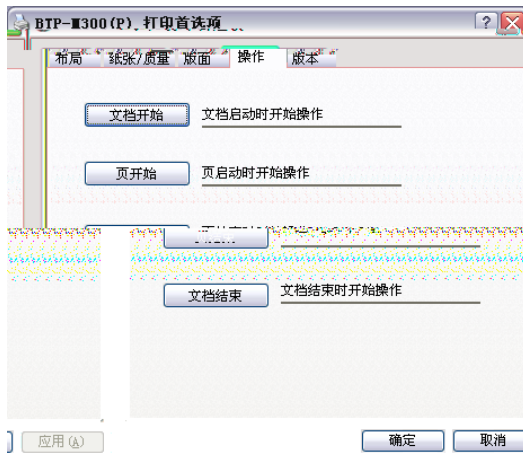 BTP-M300(P) 打印首选项
布局 纸张/质量 版面 操作 版本
文档开始 文档启动时开始操作
页开始 页启动时开始操作
文档结束 文档结束时开始操作
应用(A) 确定 取消